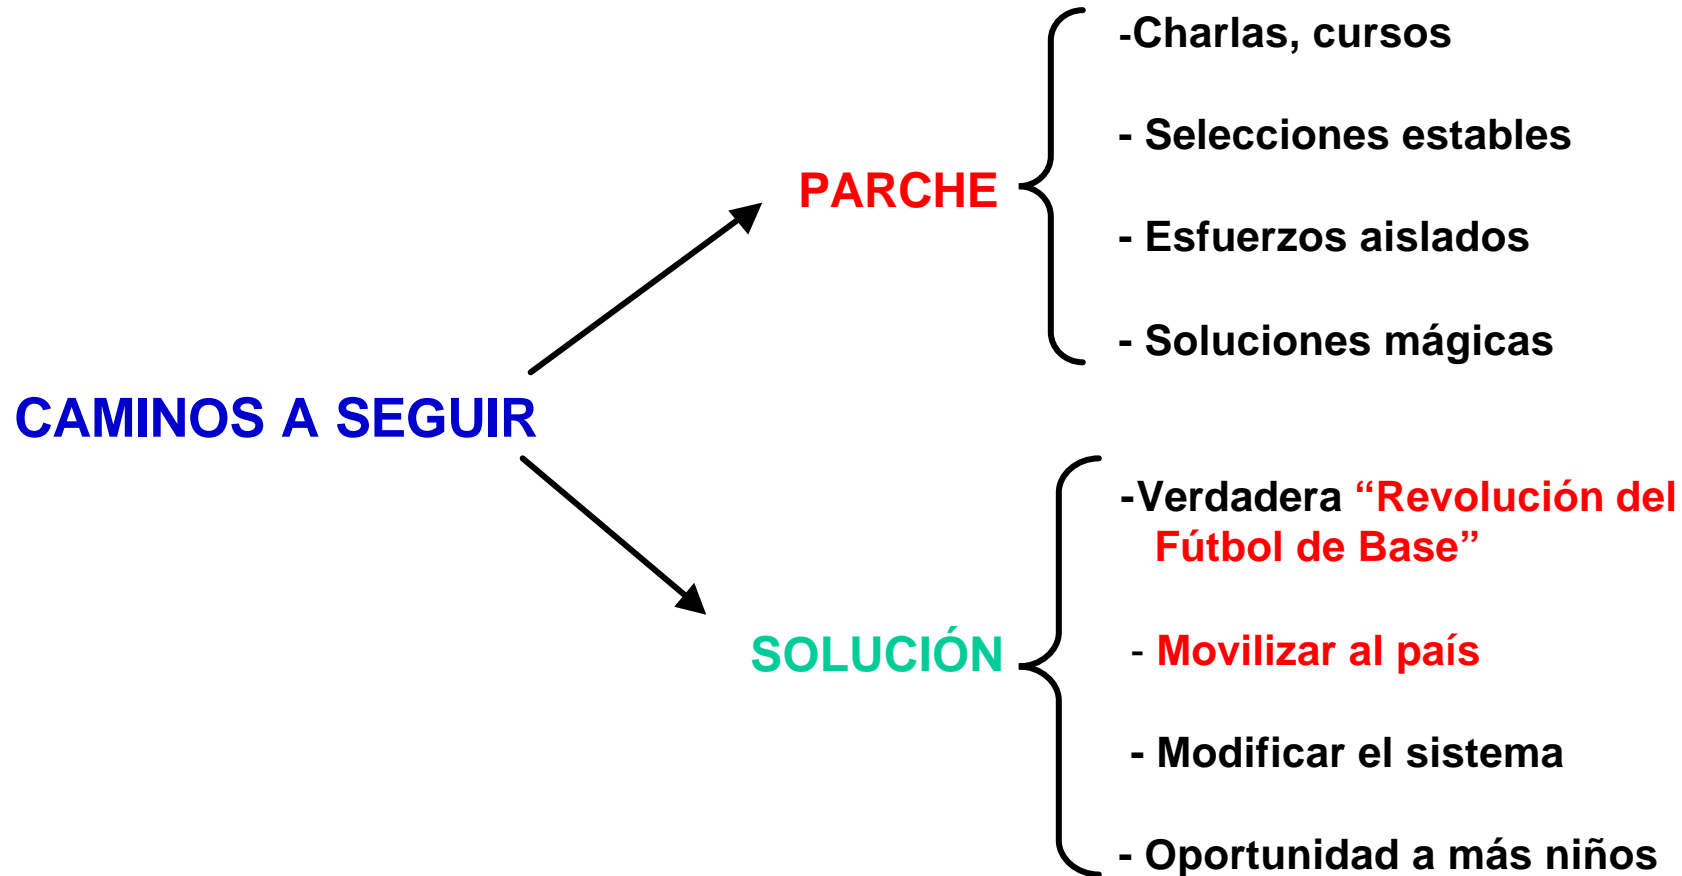 CAMINOS A SEGUIR
PARCHE
-Charlas, cursos
- Selecciones estables
- Esfuerzos aislados
- Soluciones mágicas
SOLUCIÓN
-Verdadera “Revolución del
Fútbol de Base”
- Movilizar al país
- Modificar el sistema
- Oportunidad a más niños